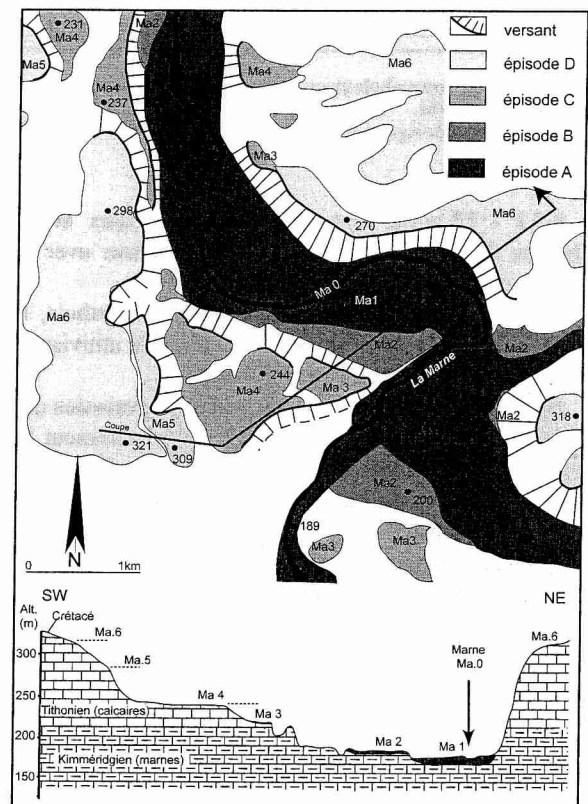 231
Ma4
Ma2
Ma5
Ma4
237
Ma4
Ma6
versant
épisode D
épisode C
épisode B
épisode A
Ma3
298
270
Ma6
Ma 0
Ma1
Ma6
Ma2
La Marne
Ma2
244
Ma4
Ma 3
Ma2
318
Ma5
Coupe
321
309
Ma2
200
189
Ma3
Ma3
N
0 1km
SW
NE
Alt.
(m)
Crétacé
Ma.6
Ma.5
Marne
Ma.0
Ma.6
300
250
200
150
Ma 4
Tithonien (calcaires)
Ma 3
Ma 2
Ma 1
Kimméridgien (marnes)